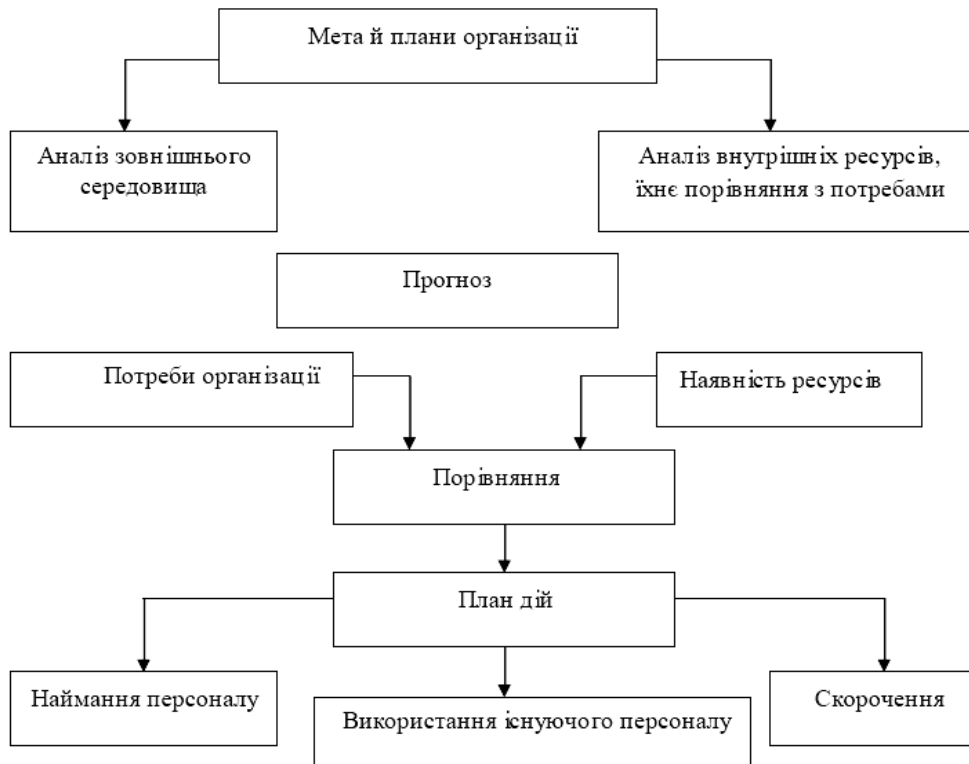 Мета й плани організації
Аналіз зовнішнього
середовища
Аналіз внутрішніх ресурсів,
їхнє порівняння з потребами
Прогноз
Потреби організації
Наявність ресурсів
Порівняння
План дій
Наймання персоналу
Використання існуючого персоналу
Скорочення